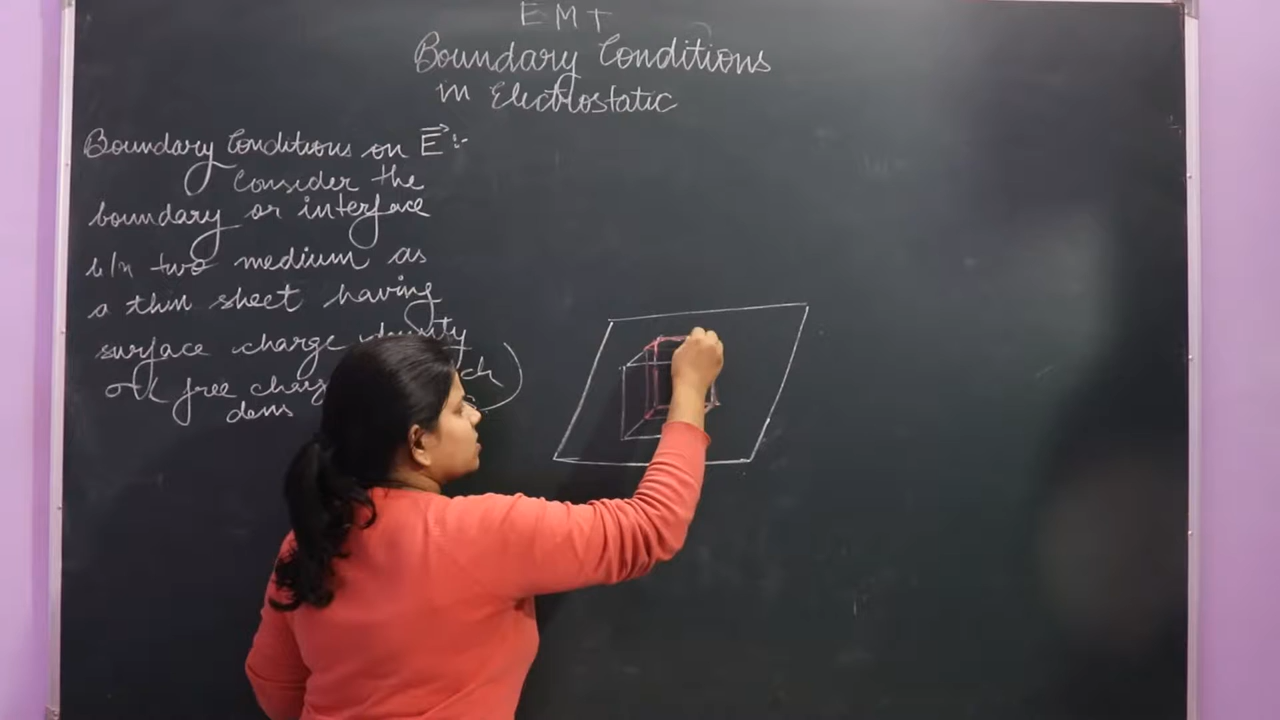 EMT
Boundary Conditions
in Electrostatic
Boundary Conditions on E⃗ :-
Consider the
boundary or interface
b/n two medium as
a thin sheet having
surface charge density
free charge
dens